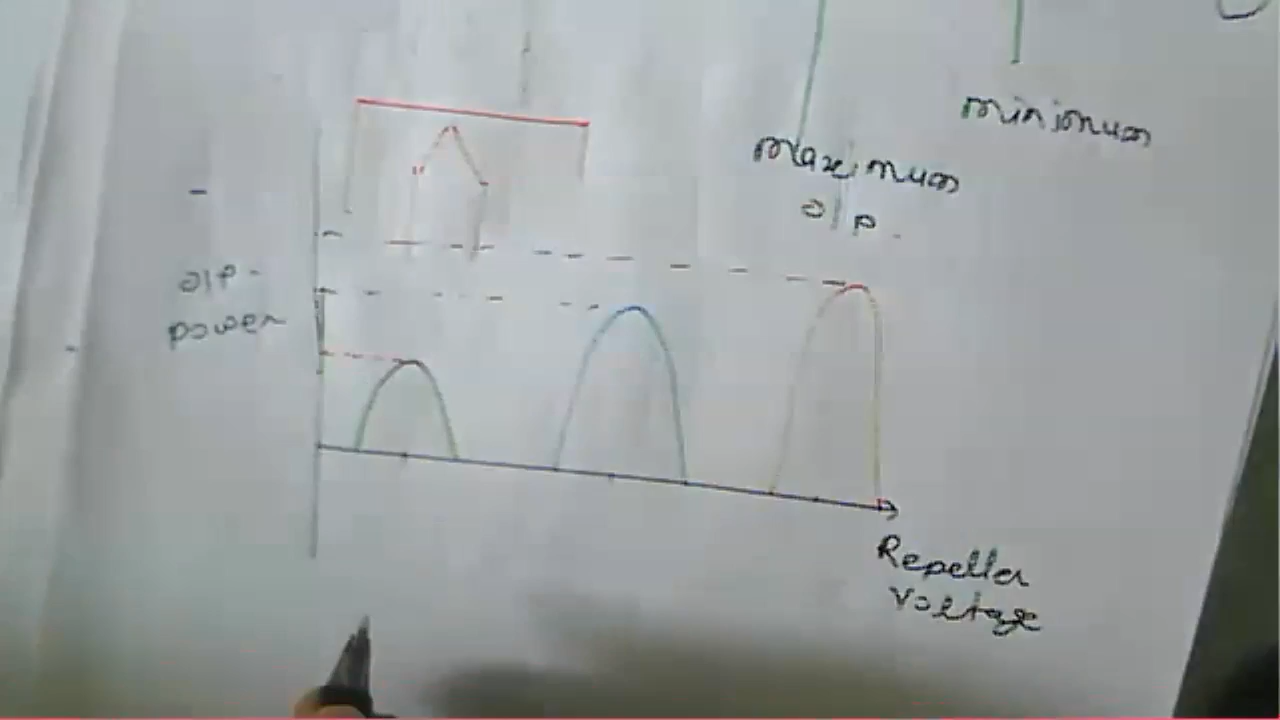 minimum
maximum
o/p.
o/p-
power
Repeller
voltage